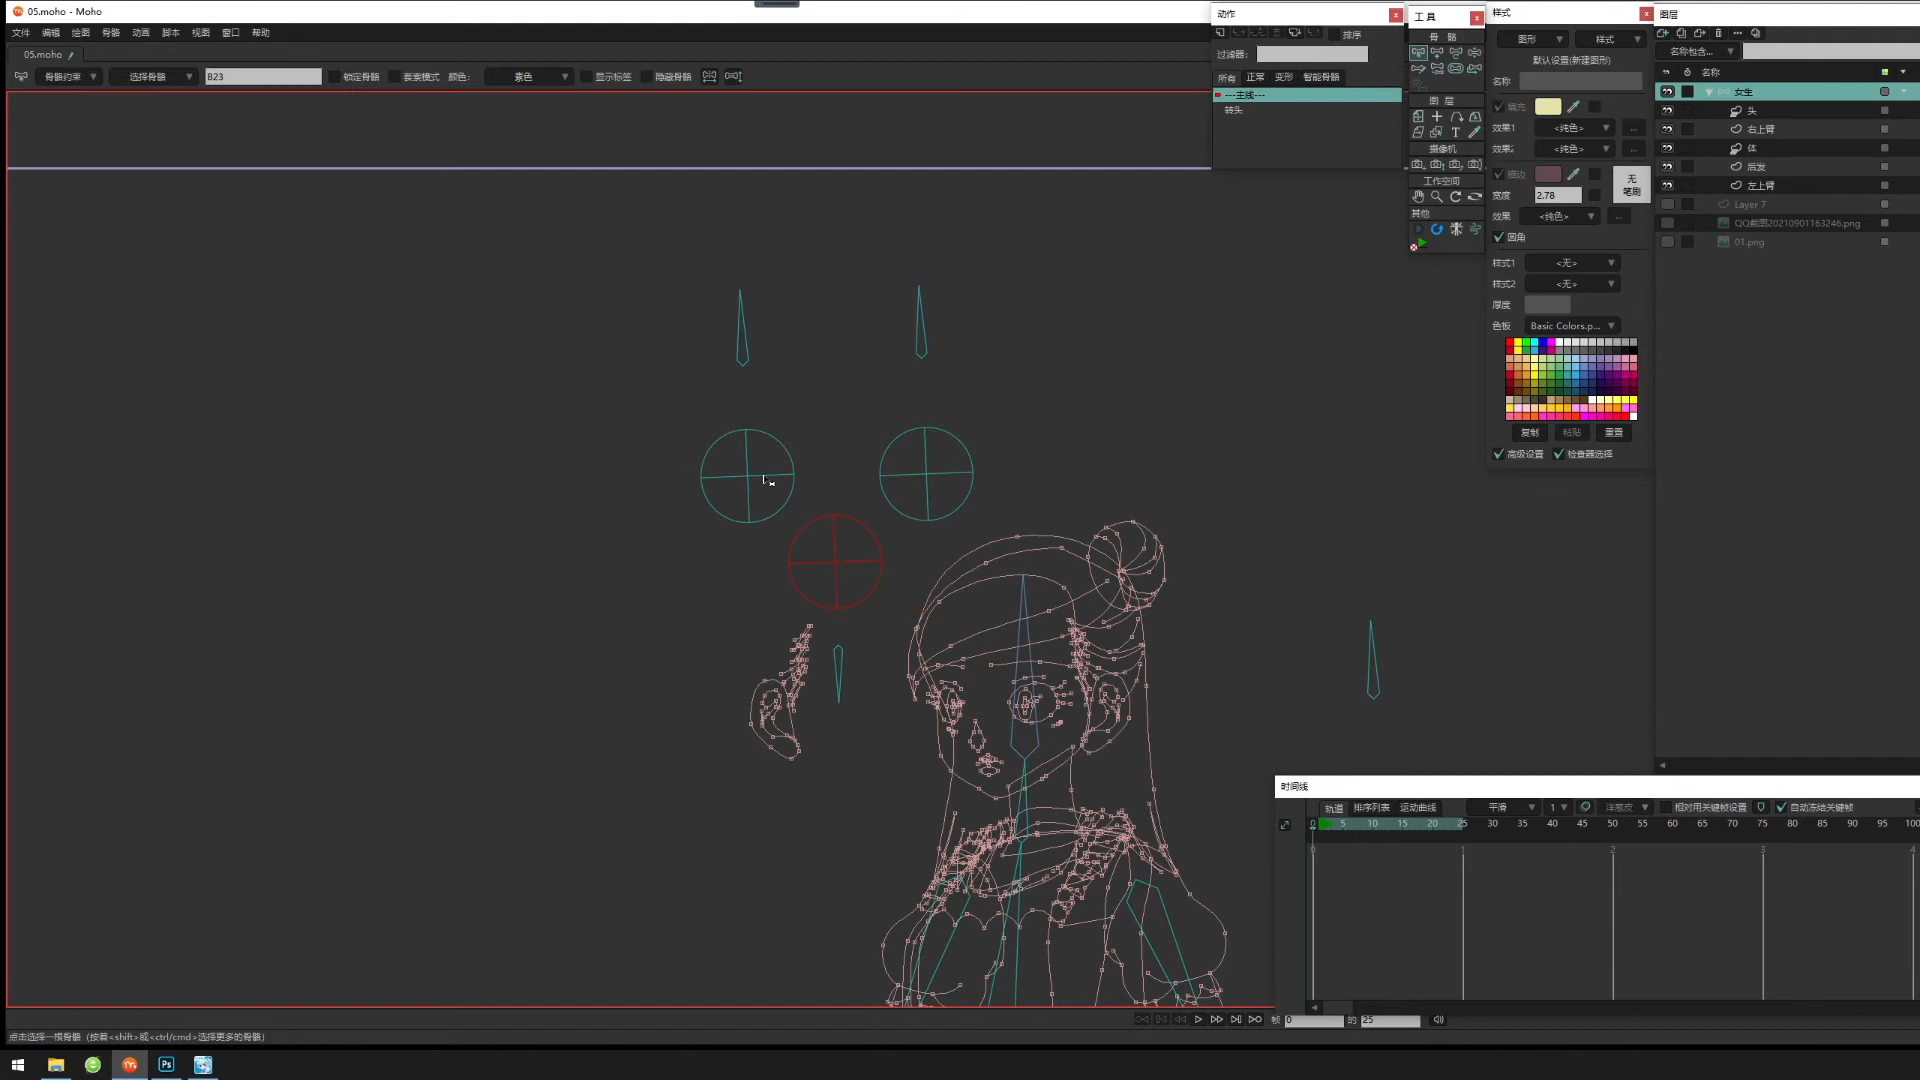 05.moho - Moho
文件 编辑 绘图 骨骼 动画 脚本 视图 窗口 帮助
05.moho
骨骼约束 选择骨骼 B23 锁定骨骼 套索模式 颜色: 素色 显示标签 隐藏骨骼
动作
排序
过滤器:
所有 正常 变形 智能骨骼
---主线---
转头
工具
骨 骼
图 层
摄像机
工作空间
其他
样式
图形 样式
默认设置(新建图形)
名称
填充
效果1 <纯色> ...
效果2 <纯色> ...
描边
宽度 2.78
无
笔刷
效果 <纯色> ...
圆角
样式1 <无>
样式2 <无>
厚度
色板 Basic Colors.p...
复制 粘贴 重置
高级设置 检查器选择
图层
名称包含...
名称
女生
头
右上臂
体
后发
左上臂
Layer 7
QQ截图20210901163246.png
01.png
时间线
轨道 排序列表 运动曲线 平滑 1 洋葱皮 相对用关键帧设置 自动冻结关键帧
0 5 10 15 20 25 30 35 40 45 50 55 60 65 70 75 80 85 90 95 100
0 1 2 3 4
帧 0 的 25
点击选择一根骨骼 (按着<shift>或<ctrl/cmd>选择更多的骨骼)
Ps